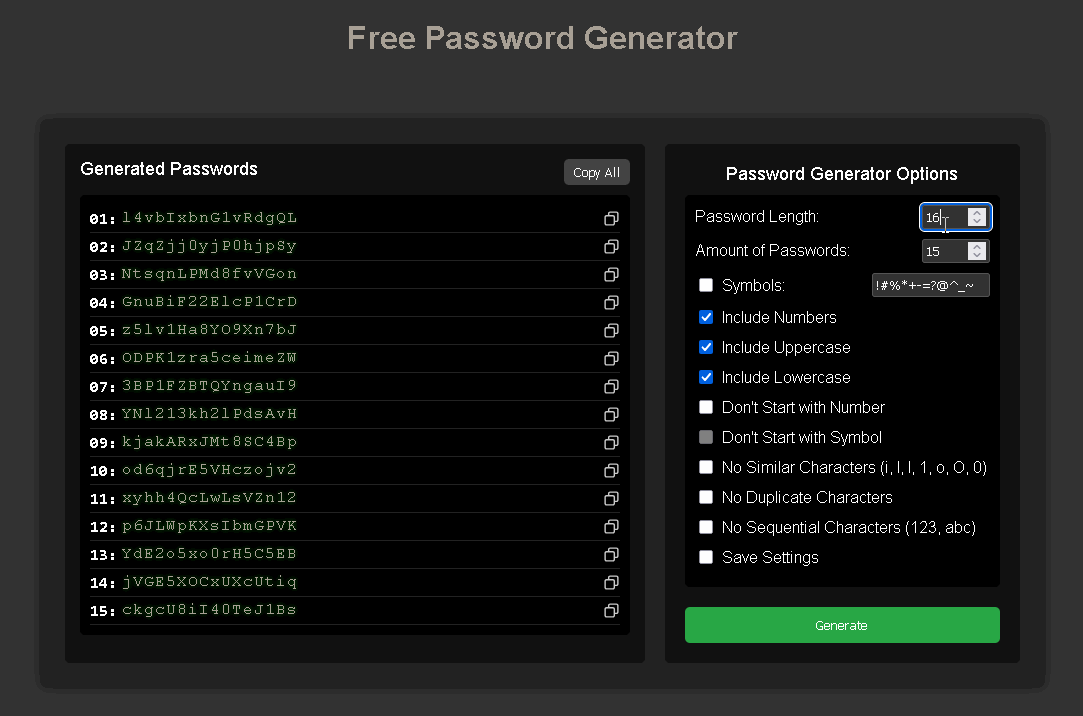 Free Password Generator
Generated Passwords
Copy All
01: l4vbIxbnG1vRdgQL
02: JZqZjj0yjP0hjpSy
03: NtsqnLPMd8fvVGon
04: GnuBiF22ElcP1CrD
05: z5lv1Ha8YO9Xn7bJ
06: ODPK1zra5ceimeZW
07: 3BP1FZBTQYngauI9
08: YNl213kh2lPdsAvH
09: kjakARxJMt8SC4Bp
10: od6qjrE5VHczojv2
11: xyhh4QcLwLsVZn12
12: p6JLWpKXsIbmGPVK
13: YdE2o5xo0rH5C5EB
14: jVGE5XOCxUXcUtiq
15: ckgcU8iI40TeJ1Bs
Password Generator Options
Password Length: 16
Amount of Passwords: 15
Symbols: !#%*+-=?@^_~
Include Numbers
Include Uppercase
Include Lowercase
Don't Start with Number
Don't Start with Symbol
No Similar Characters (i, l, I, 1, o, O, 0)
No Duplicate Characters
No Sequential Characters (123, abc)
Save Settings
Generate